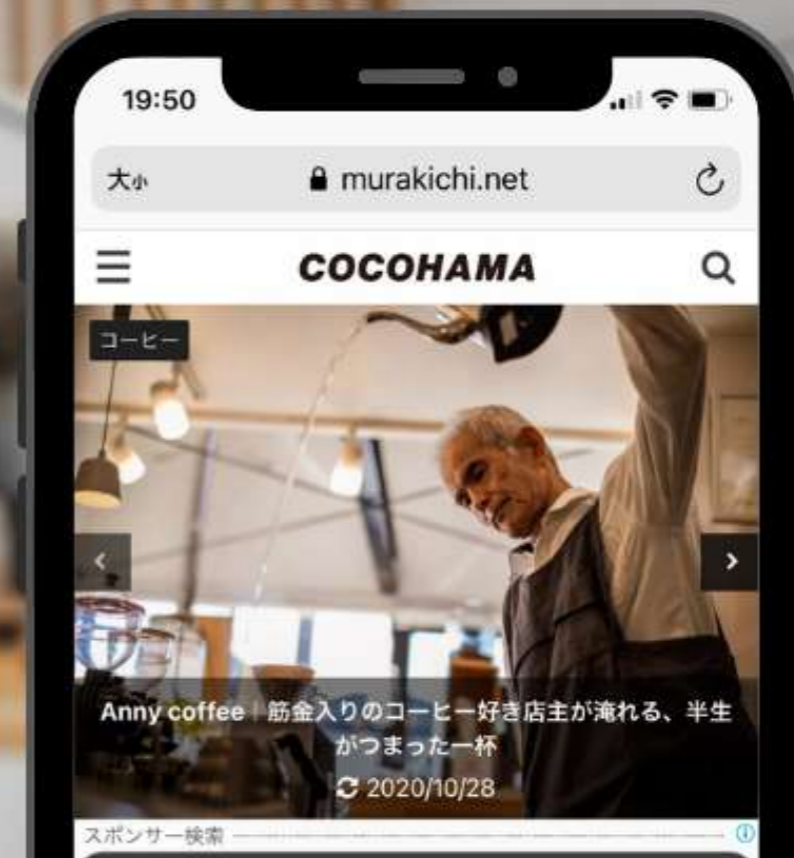 19:50
大小
murakichi.net
COCOHAMA
コーヒー
Anny coffee | 筋金入りのコーヒー好き店主が淹れる、半生
がつまった一杯
2020/10/28
スポンサー検索